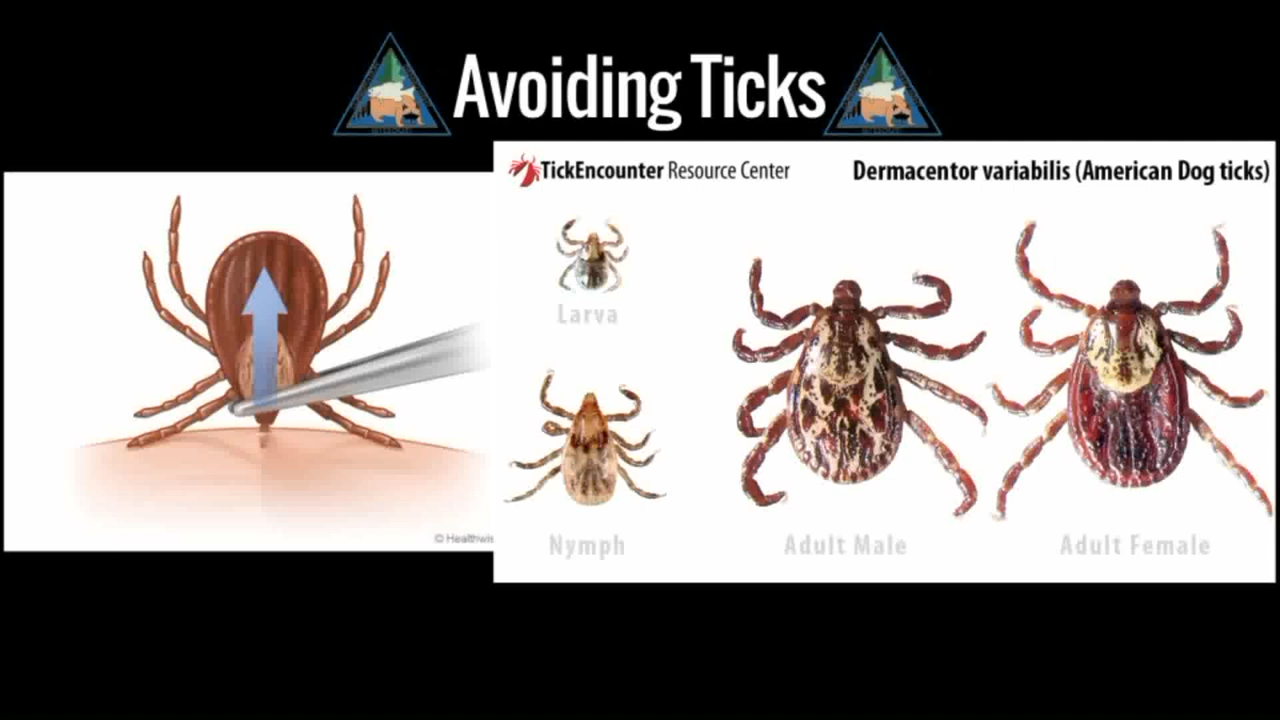 Avoiding Ticks
TickEncounter Resource Center
Dermacentor variabilis (American Dog ticks)
Larva
Nymph
Adult Male
Adult Female
© Healthwis